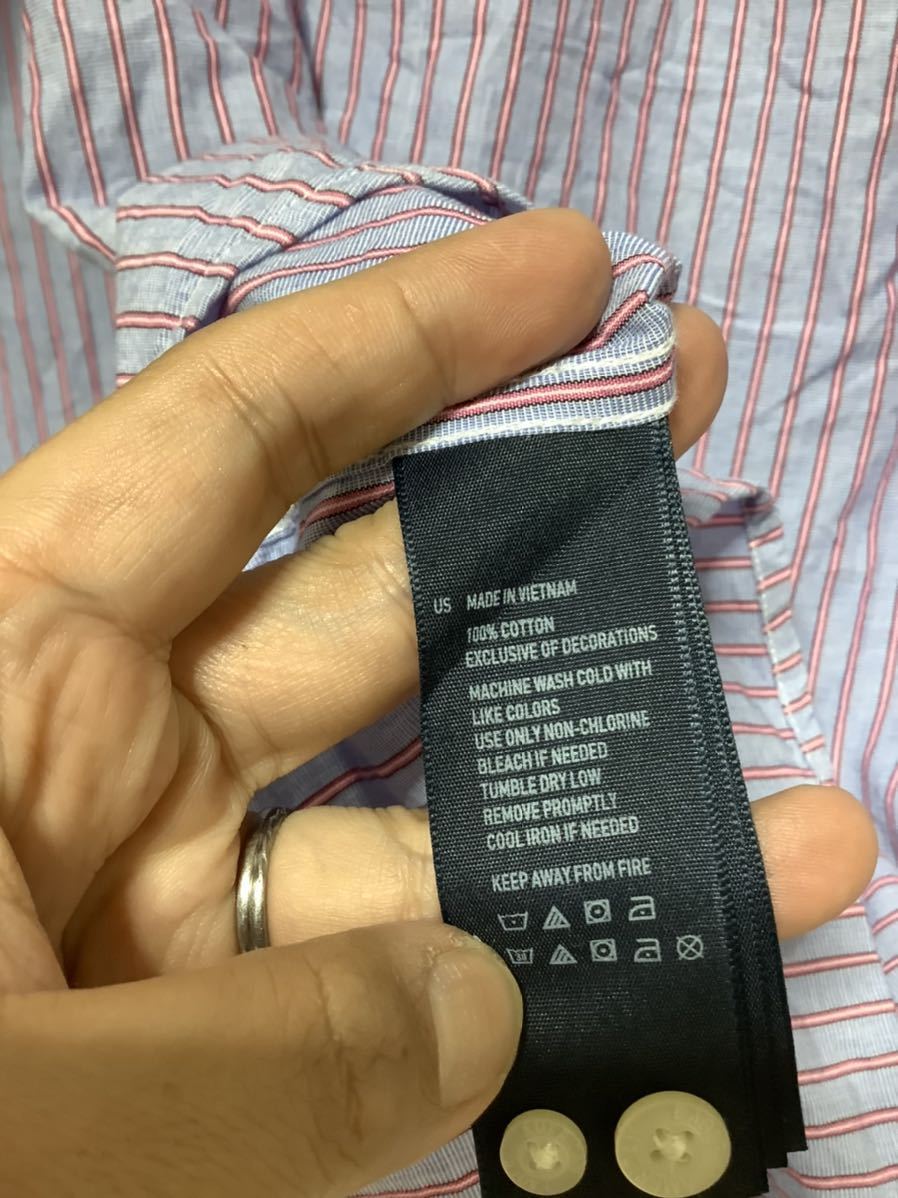 US MADE IN VIETNAM
100% COTTON
EXCLUSIVE OF DECORATIONS
MACHINE WASH COLD WITH
LIKE COLORS
USE ONLY NON-CHLORINE
BLEACH IF NEEDED
TUMBLE DRY LOW
REMOVE PROMPTLY
COOL IRON IF NEEDED
KEEP AWAY FROM FIRE
30